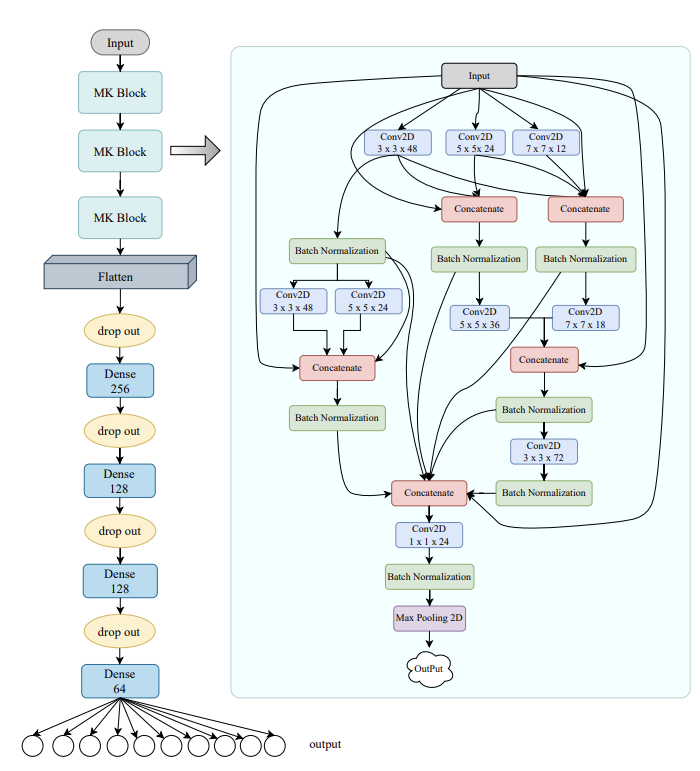 Input
MK Block
MK Block
MK Block
Flatten
drop out
Dense
256
drop out
Dense
128
drop out
Dense
128
drop out
Dense
64
output
Input
Conv2D
3 x 3 x 48
Conv2D
5 x 5x 24
Conv2D
7 x 7 x 12
Concatenate
Concatenate
Batch Normalization
Batch Normalization
Batch Normalization
Conv2D
3 x 3 x 48
Conv2D
5 x 5 x 24
Conv2D
5 x 5 x 36
Conv2D
7 x 7 x 18
Concatenate
Concatenate
Batch Normalization
Batch Normalization
Conv2D
3 x 3 x 72
Concatenate
Batch Normalization
Conv2D
1 x 1 x 24
Batch Normalization
Max Pooling 2D
OutPut